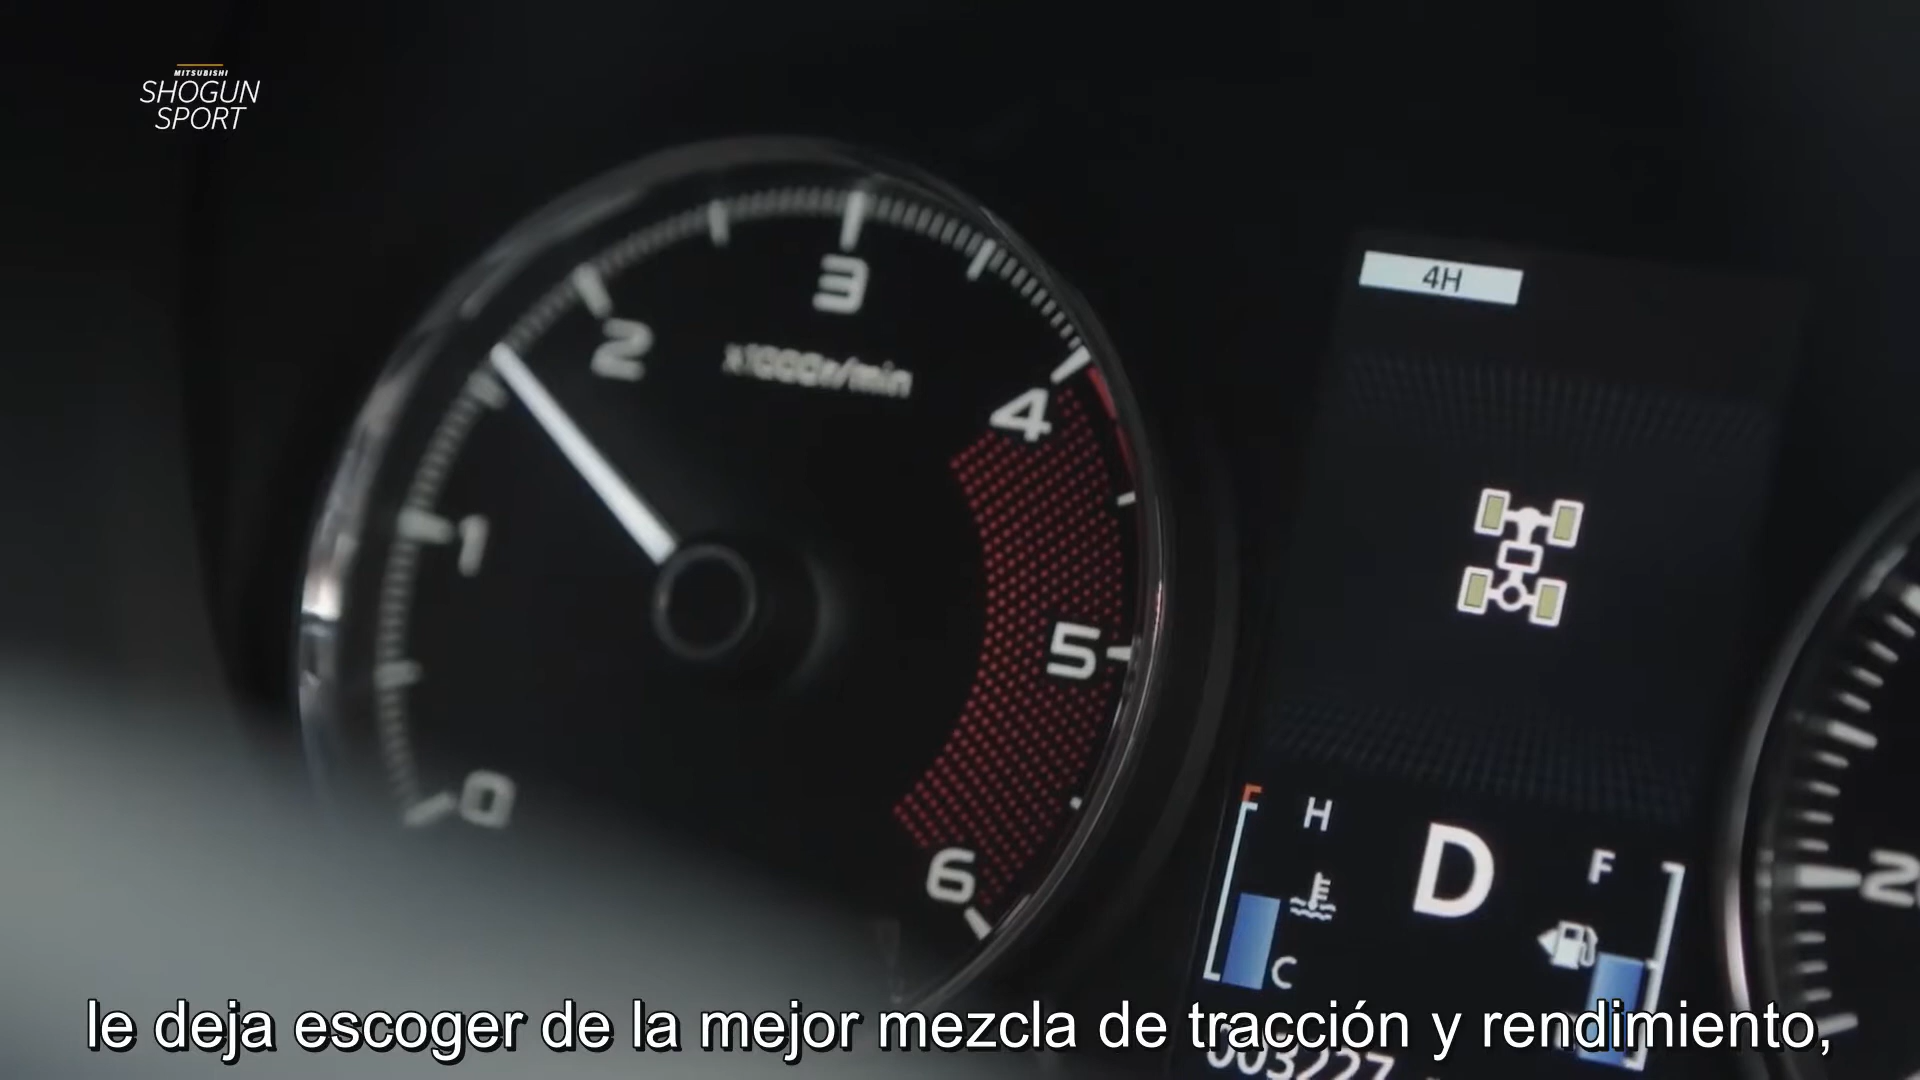 MITSUBISHI
SHOGUN
SPORT
0
1
2
3
4
5
6
x1000r/min
4H
F
H
C
D
F
003227
le deja escoger de la mejor mezcla de tracción y rendimiento,